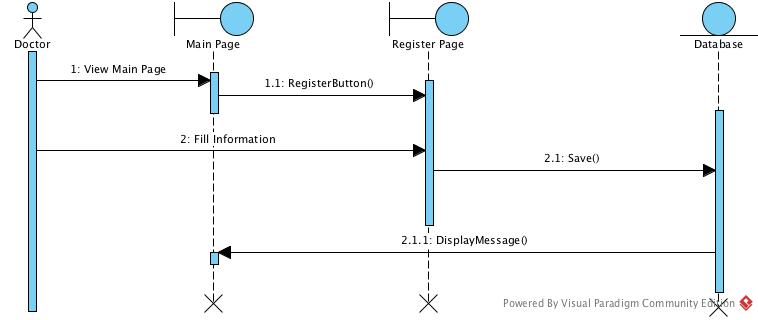 Doctor
Main Page
Register Page
Database
1: View Main Page
1.1: RegisterButton()
2: Fill Information
2.1: Save()
2.1.1: DisplayMessage()
Powered By Visual Paradigm Community Edition